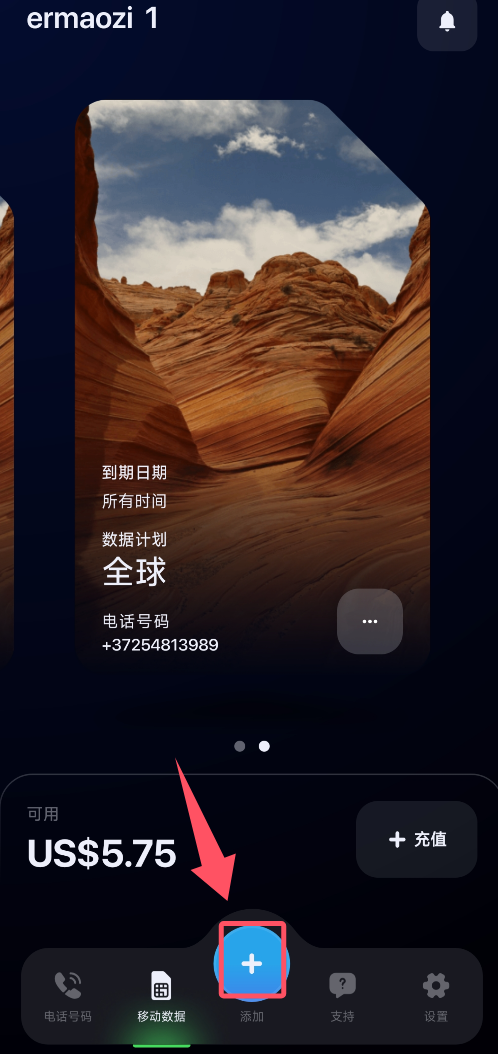 ermaozi 1
到期日期
所有时间
数据计划
全球
电话号码
+37254813989
可用
US$5.75
充值
电话号码
移动数据
添加
支持
设置